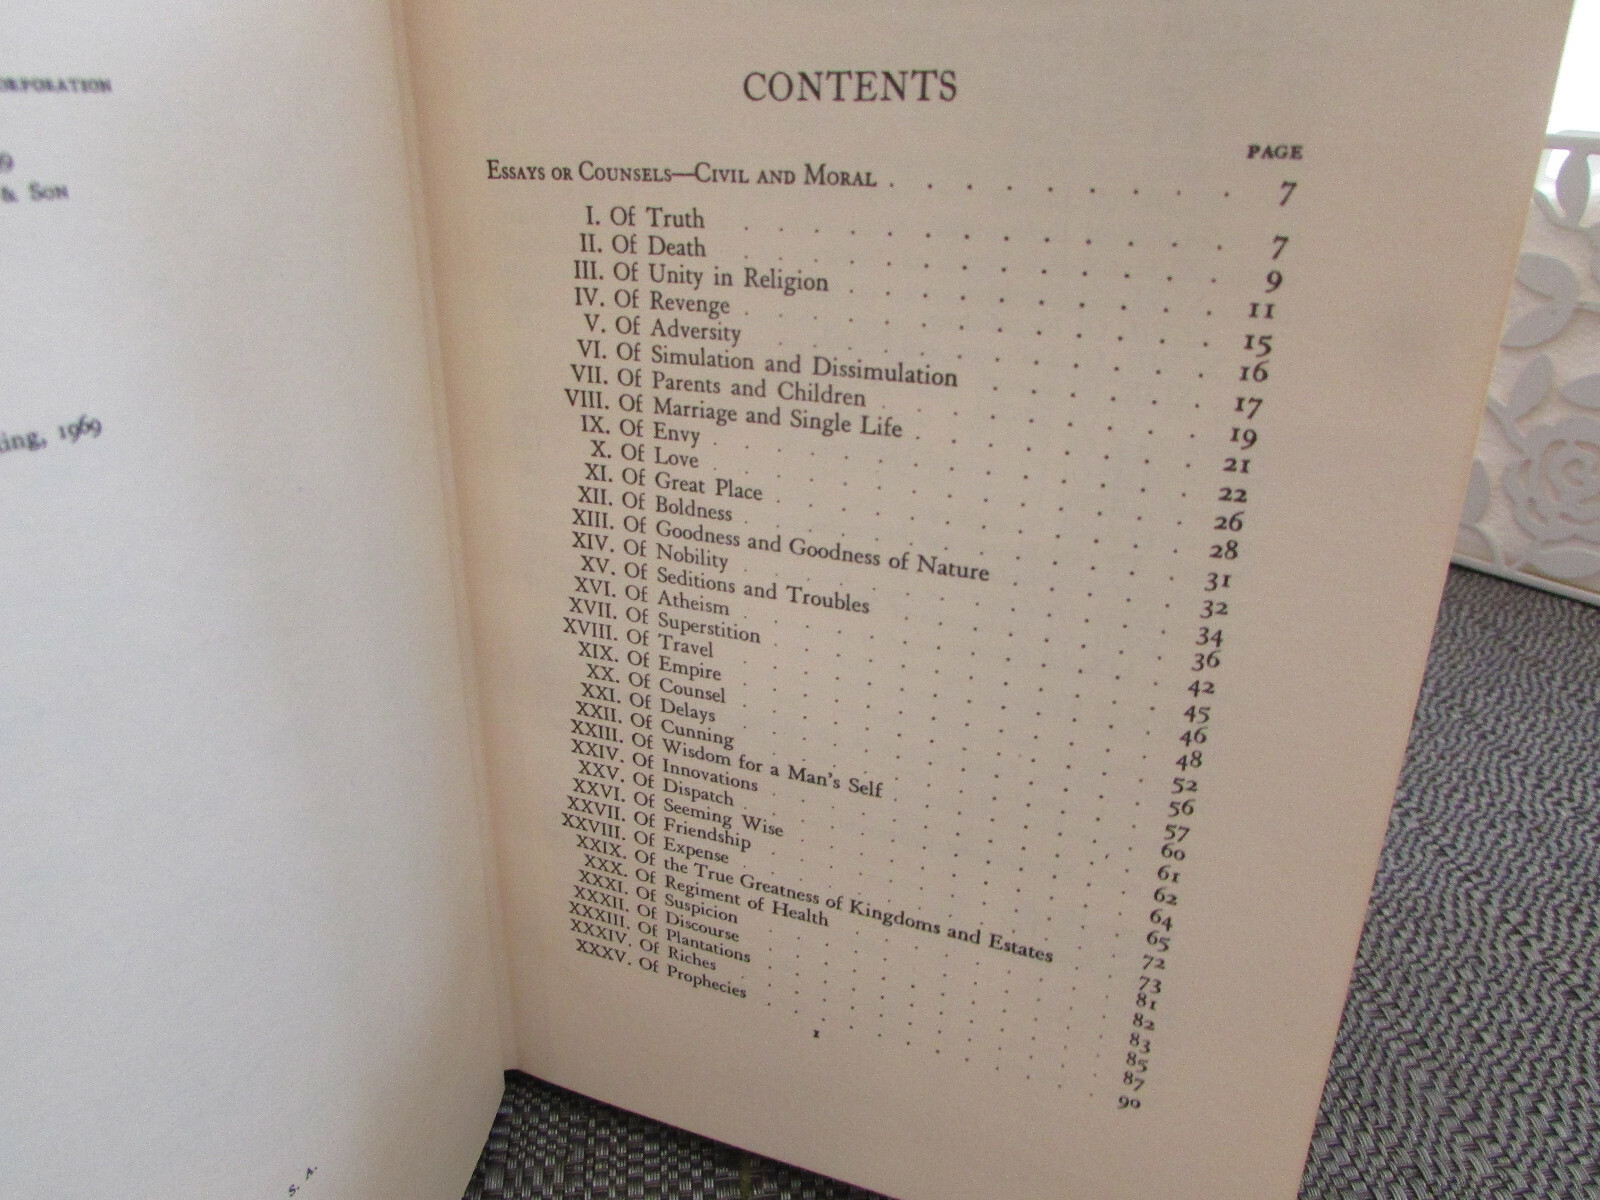 ORPORATION
9
& SON
ing, 1969
S. A.
CONTENTS
PAGE
ESSAYS OR COUNSELS—CIVIL AND MORAL . . . . . . . . . 7
I. Of Truth . . . . . . . . . . . . 7
II. Of Death . . . . . . . . . . . . 9
III. Of Unity in Religion . . . . . . . . . . 11
IV. Of Revenge . . . . . . . . . . . . 15
V. Of Adversity . . . . . . . . . . . . 16
VI. Of Simulation and Dissimulation . . . . . . . 17
VII. Of Parents and Children . . . . . . . . . 19
VIII. Of Marriage and Single Life . . . . . . . . 21
IX. Of Envy . . . . . . . . . . . . 22
X. Of Love . . . . . . . . . . . . 26
XI. Of Great Place . . . . . . . . . . . 28
XII. Of Boldness . . . . . . . . . . . . 31
XIII. Of Goodness and Goodness of Nature . . . . . . 32
XIV. Of Nobility . . . . . . . . . . . . 34
XV. Of Seditions and Troubles . . . . . . . . 36
XVI. Of Atheism . . . . . . . . . . . . 42
XVII. Of Superstition . . . . . . . . . . . 45
XVIII. Of Travel . . . . . . . . . . . . 46
XIX. Of Empire . . . . . . . . . . . . 48
XX. Of Counsel . . . . . . . . . . . . 52
XXI. Of Delays . . . . . . . . . . . . 56
XXII. Of Cunning . . . . . . . . . . . . 57
XXIII. Of Wisdom for a Man's Self . . . . . . . . 60
XXIV. Of Innovations . . . . . . . . . . . 61
XXV. Of Dispatch . . . . . . . . . . . . 62
XXVI. Of Seeming Wise . . . . . . . . . . 64
XXVII. Of Friendship . . . . . . . . . . . 65
XXVIII. Of Expense . . . . . . . . . . . . 72
XXIX. Of the True Greatness of Kingdoms and Estates . . 73
XXX. Of Regiment of Health . . . . . . . . . 81
XXXI. Of Suspicion . . . . . . . . . . . 82
XXXII. Of Discourse . . . . . . . . . . . 83
XXXIII. Of Plantations . . . . . . . . . . . 85
XXXIV. Of Riches . . . . . . . . . . . . 87
XXXV. Of Prophecies . . . . . . . . . . . 90
1